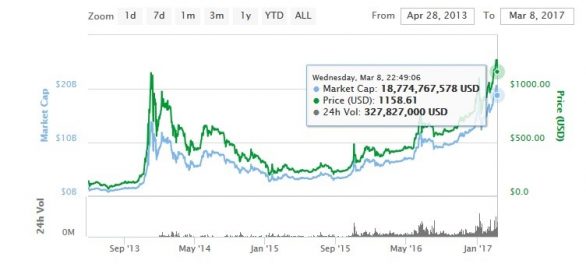 Zoom 1d 7d 1m 3m 1y YTD ALL From Apr 28, 2013 To Mar 8, 2017
Wednesday, Mar 8, 22:49:06
Market Cap: 18,774,767,578 USD
Price (USD): 1158.61
24h Vol: 327,827,000 USD
Market Cap
$20B
$10B
$0B
$1000.00
$500.00
$0.0
Price (USD)
24h Vol
0M
Sep '13 May '14 Jan '15 Sep '15 May '16 Jan '17